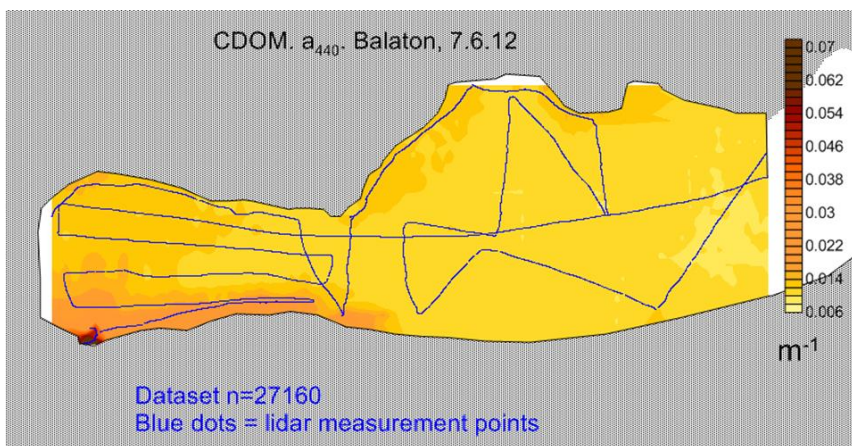 CDOM. a₄₄₀. Balaton, 7.6.12
0.07
0.062
0.054
0.046
0.038
0.03
0.022
0.014
0.006
m⁻¹
Dataset n=27160
Blue dots = lidar measurement points